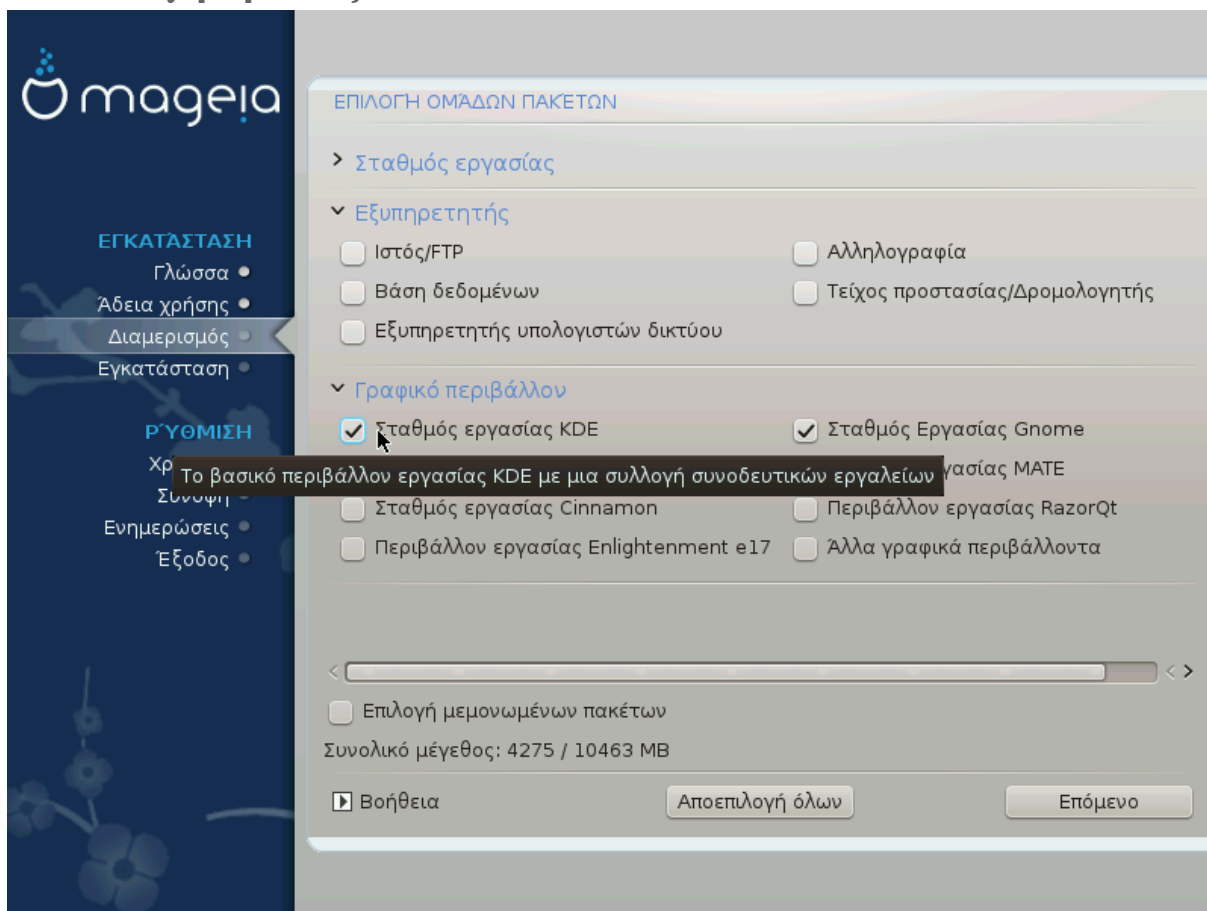 mageia
ΕΓΚΑΤΆΣΤΑΣΗ
Γλώσσα
Άδεια χρήσης
Διαμερισμός
Εγκατάσταση
ΡΎΘΜΙΣΗ
Ενημερώσεις
Έξοδος
ΕΠΙΛΟΓΉ ΟΜΆΔΩΝ ΠΑΚΈΤΩΝ
Σταθμός εργασίας
Εξυπηρετητής
Ιστός/FTP
Αλληλογραφία
Βάση δεδομένων
Τείχος προστασίας/Δρομολογητής
Εξυπηρετητής υπολογιστών δικτύου
Γραφικό περιβάλλον
Σταθμός εργασίας KDE
Σταθμός Εργασίας Gnome
Το βασικό περιβάλλον εργασίας KDE με μια συλλογή συνοδευτικών εργαλείων
MATE
Σταθμός εργασίας Cinnamon
Περιβάλλον εργασίας RazorQt
Περιβάλλον εργασίας Enlightenment e17
Άλλα γραφικά περιβάλλοντα
Επιλογή μεμονωμένων πακέτων
Συνολικό μέγεθος: 4275 / 10463 MB
Βοήθεια
Αποεπιλογή όλων
Επόμενο